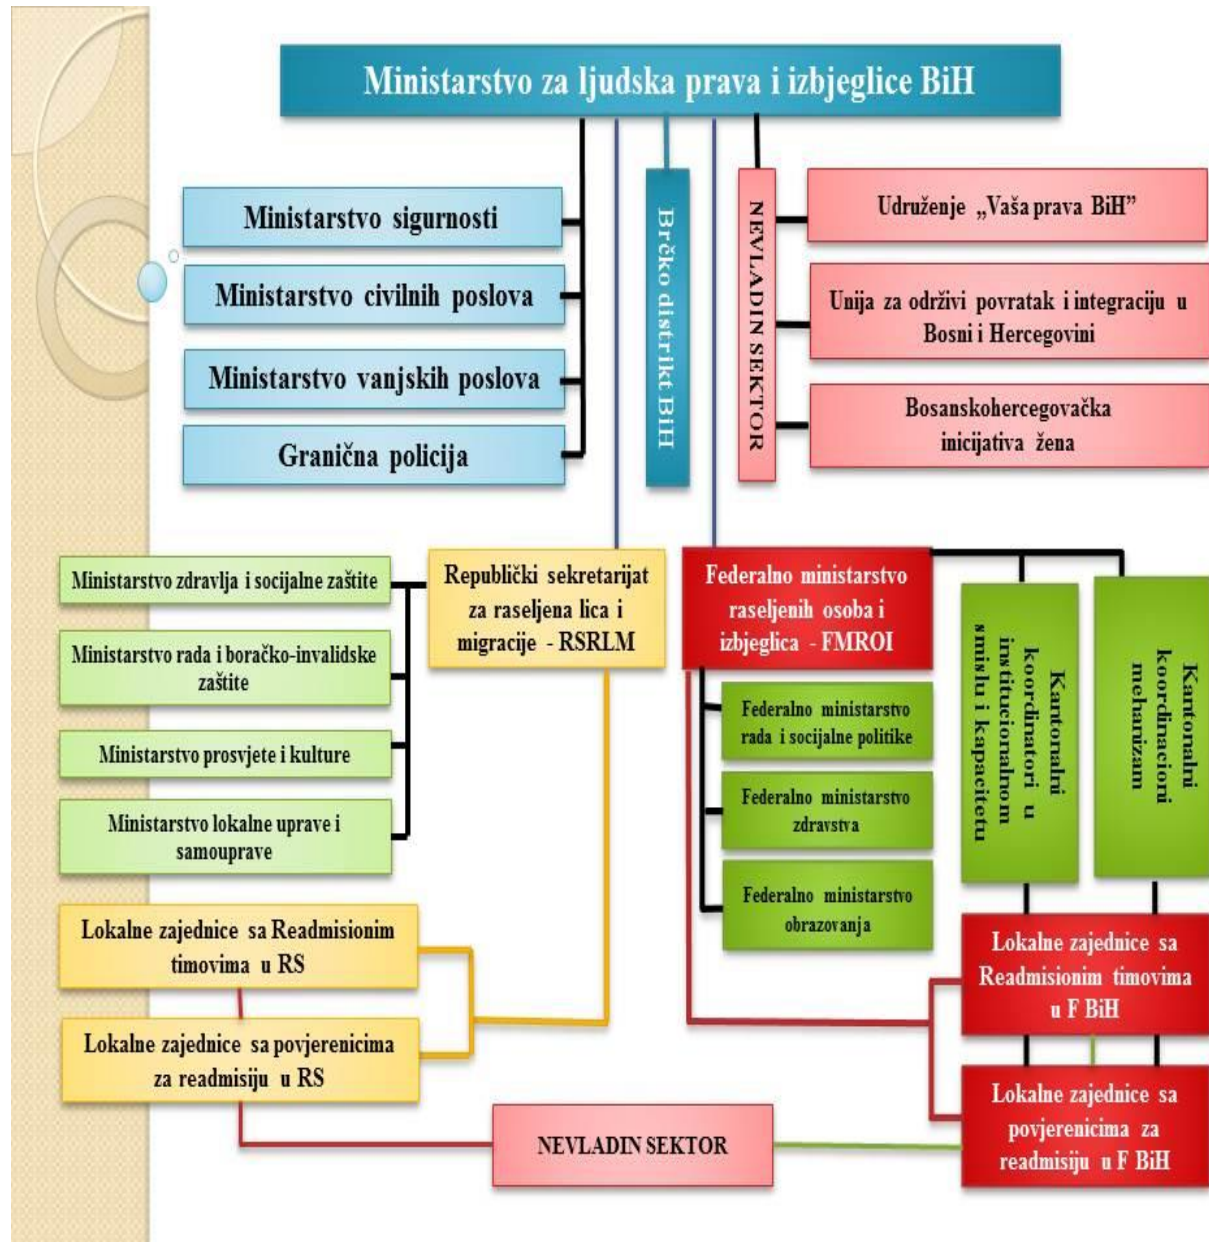 Ministarstvo za ljudska prava i izbjeglice BiH
Ministarstvo sigurnosti
Ministarstvo civilnih poslova
Ministarstvo vanjskih poslova
Granična policija
Brčko distrikt BiH
NEVLADIN SEKTOR
Udruženje „Vaša prava BiH”
Unija za održivi povratak i integraciju u
Bosni i Hercegovini
Bosanskohercegovačka
inicijativa žena
Ministarstvo zdravlja i socijalne zaštite
Ministarstvo rada i boračko-invalidske
zaštite
Ministarstvo prosvjete i kulture
Ministarstvo lokalne uprave i
samouprave
Republički sekretarijat
za raseljena lica i
migracije - RSRLM
Federalno ministarstvo
raseljenih osoba i
izbjeglica - FMROI
Federalno ministarstvo
rada i socijalne politike
Federalno ministarstvo
zdravstva
Federalno ministarstvo
obrazovanja
Kantonalni
koordinatori u
institucionalnom
smislu i kapacitetu
Kantonalni
koordinacioni
mehanizam
Lokalne zajednice sa Readmisionim
timovima u RS
Lokalne zajednice sa povjerenicima
za readmisiju u RS
Lokalne zajednice sa
Readmisionim timovima
u F BiH
Lokalne zajednice sa
povjerenicima za
readmisiju u F BiH
NEVLADIN SEKTOR